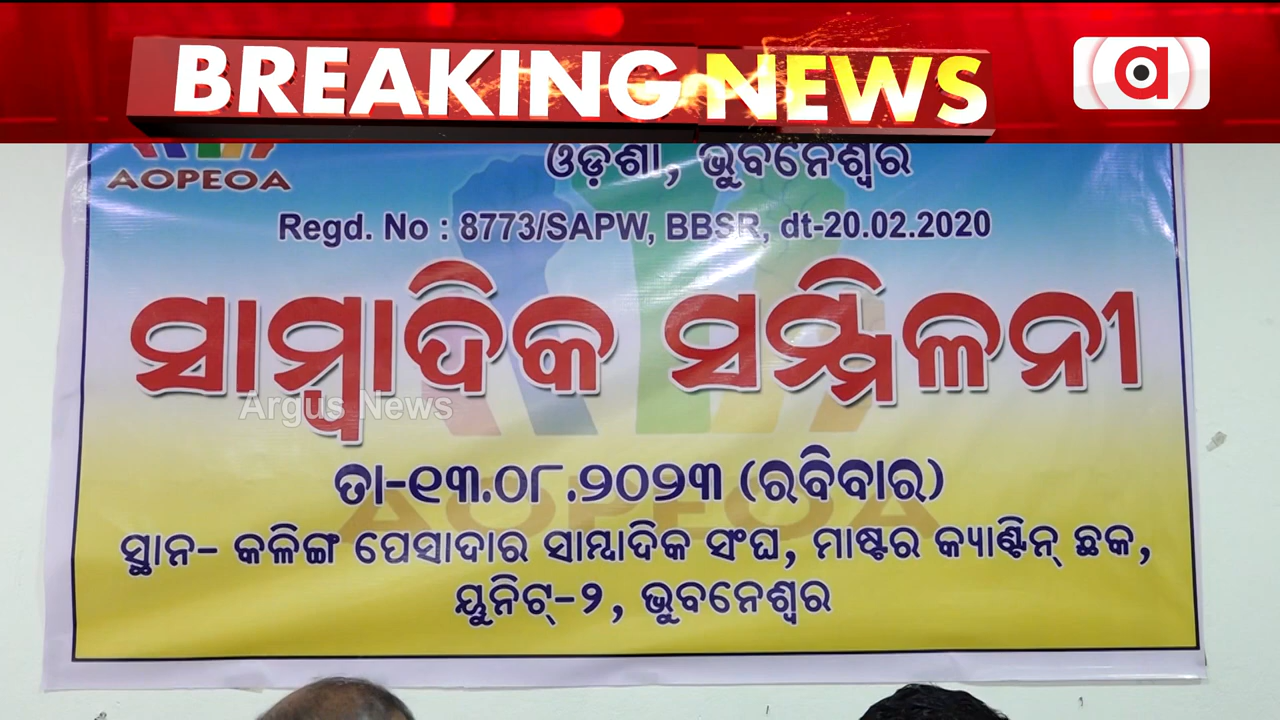 BREAKING NEWS
a
AOPEOA
ଓଡ଼ିଶା, ଭୁବନେଶ୍ୱର
Regd. No : 8773/SAPW, BBSR, dt-20.02.2020
ସାମ୍ବାଦିକ ସମ୍ମିଳନୀ
Argus News
ତା-୧୩.୦୮.୨୦୨୩ (ରବିବାର)
AOPEOA
ସ୍ଥାନ- କଳିଙ୍ଗ ପେସାଦାର ସାମ୍ବାଦିକ ସଂଘ, ମାଷ୍ଟର କ୍ୟାଣ୍ଟିନ୍ ଛକ,
ୟୁନିଟ୍-୨, ଭୁବନେଶ୍ୱର